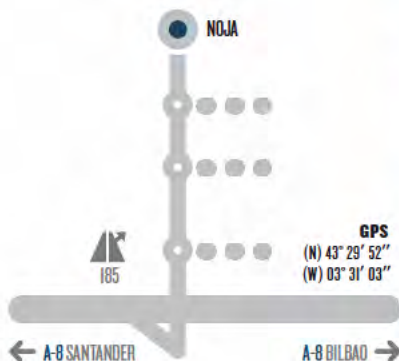 NOJA
GPS
(N) 43° 29' 52''
(W) 03° 31' 03''
185
← A-8 SANTANDER
A-8 BILBAO →